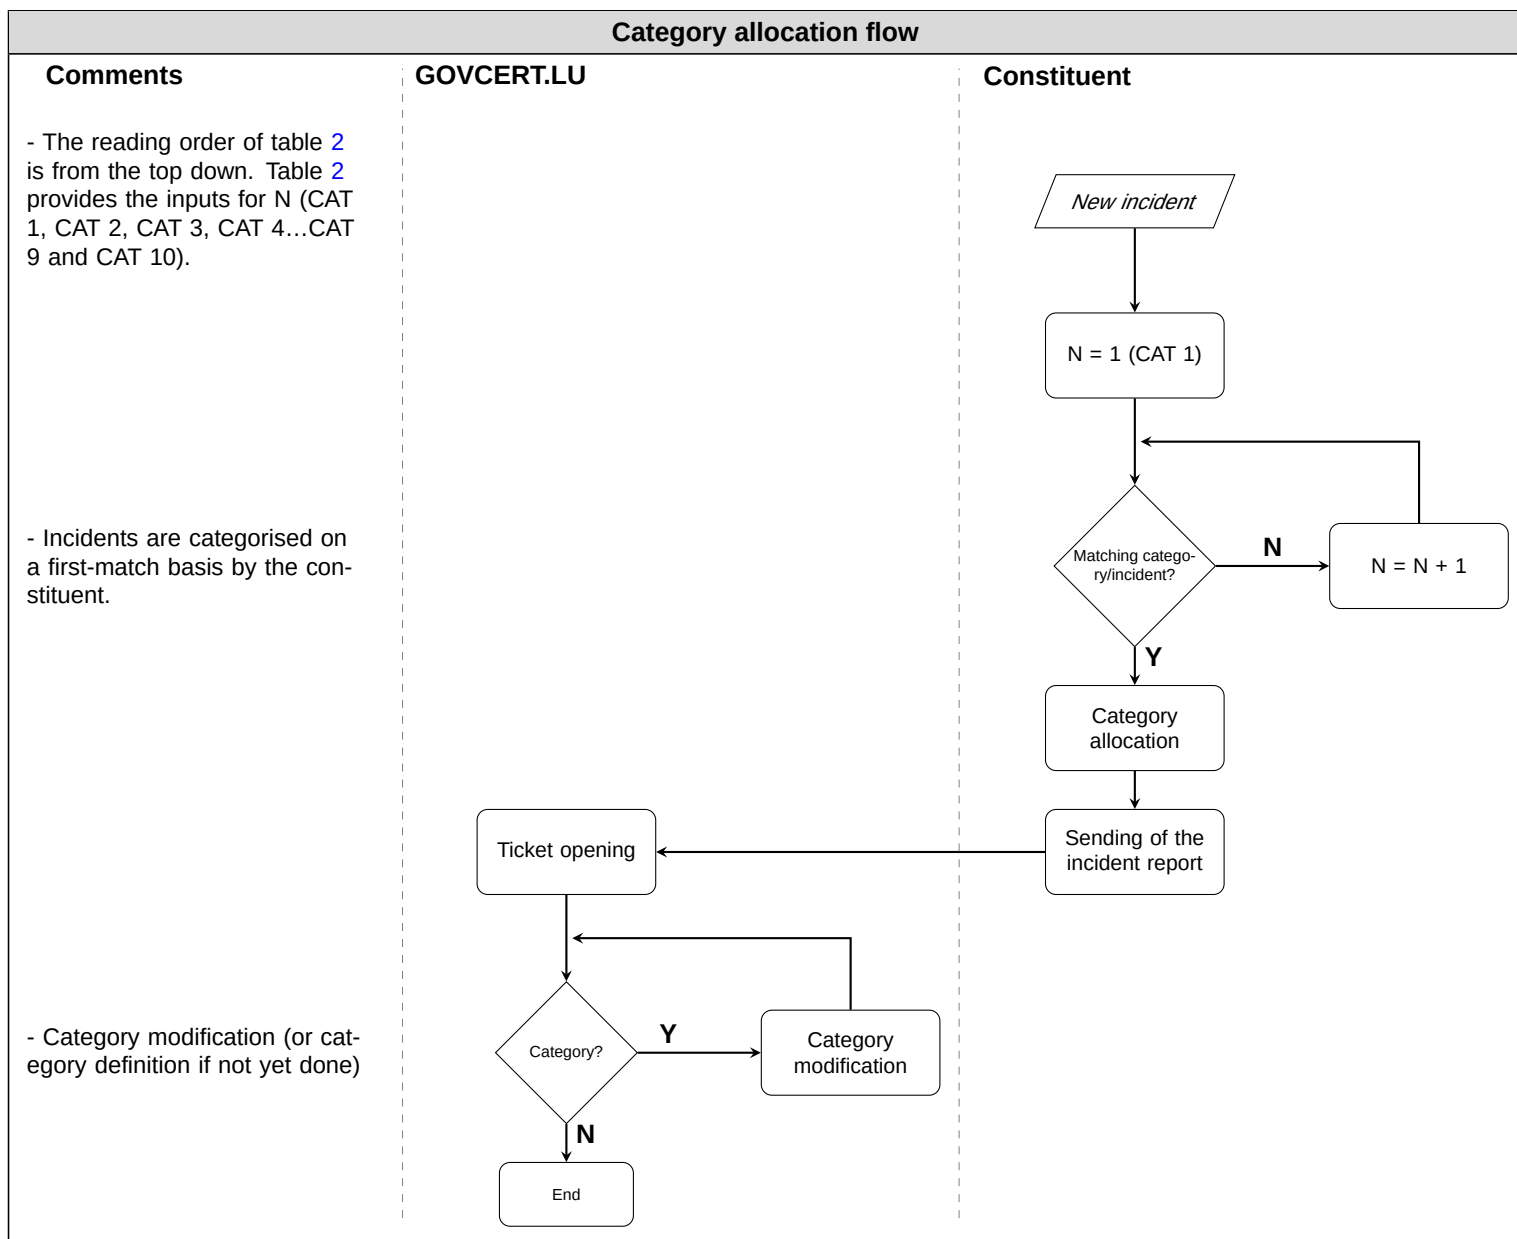 Category allocation flow
Comments
GOVCERT.LU
Constituent
- The reading order of table 2
is from the top down. Table 2
provides the inputs for N (CAT
1, CAT 2, CAT 3, CAT 4...CAT
9 and CAT 10).
New incident
N = 1 (CAT 1)
- Incidents are categorised on
a first-match basis by the con-
stituent.
Matching catego-
ry/incident?
N
N = N + 1
Y
Category
allocation
Sending of the
incident report
Ticket opening
- Category modification (or cat-
egory definition if not yet done)
Category?
Y
Category
modification
N
End